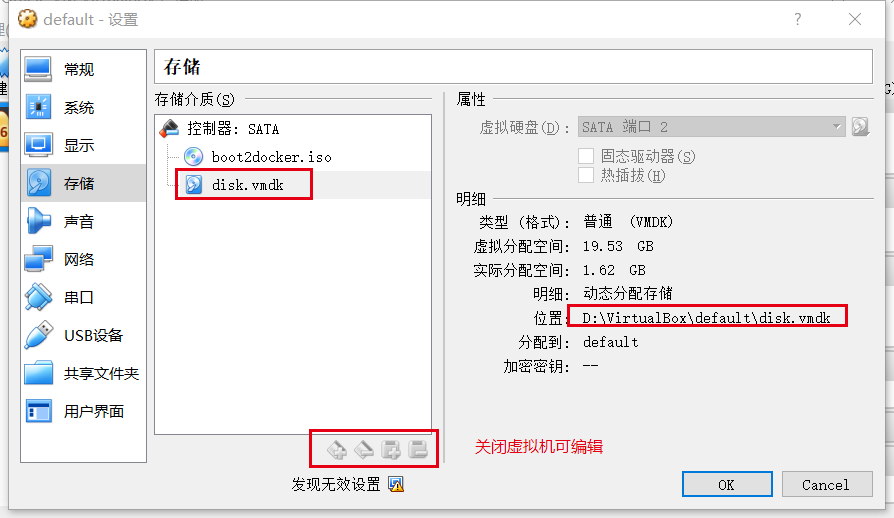 default - 设置
?
常规
系统
显示
存储
声音
网络
串口
USB设备
共享文件夹
用户界面
存储
存储介质(S)
控制器: SATA
boot2docker.iso
disk.vmdk
发现无效设置
属性
虚拟硬盘(D): SATA 端口 2
固态驱动器(S)
热插拔(H)
明细
类型 (格式): 普通 (VMDK)
虚拟分配空间: 19.53 GB
实际分配空间: 1.62 GB
明细: 动态分配存储
位置: D:\VirtualBox\default\disk.vmdk
分配到: default
加密密钥: --
关闭虚拟机可编辑
OK
Cancel